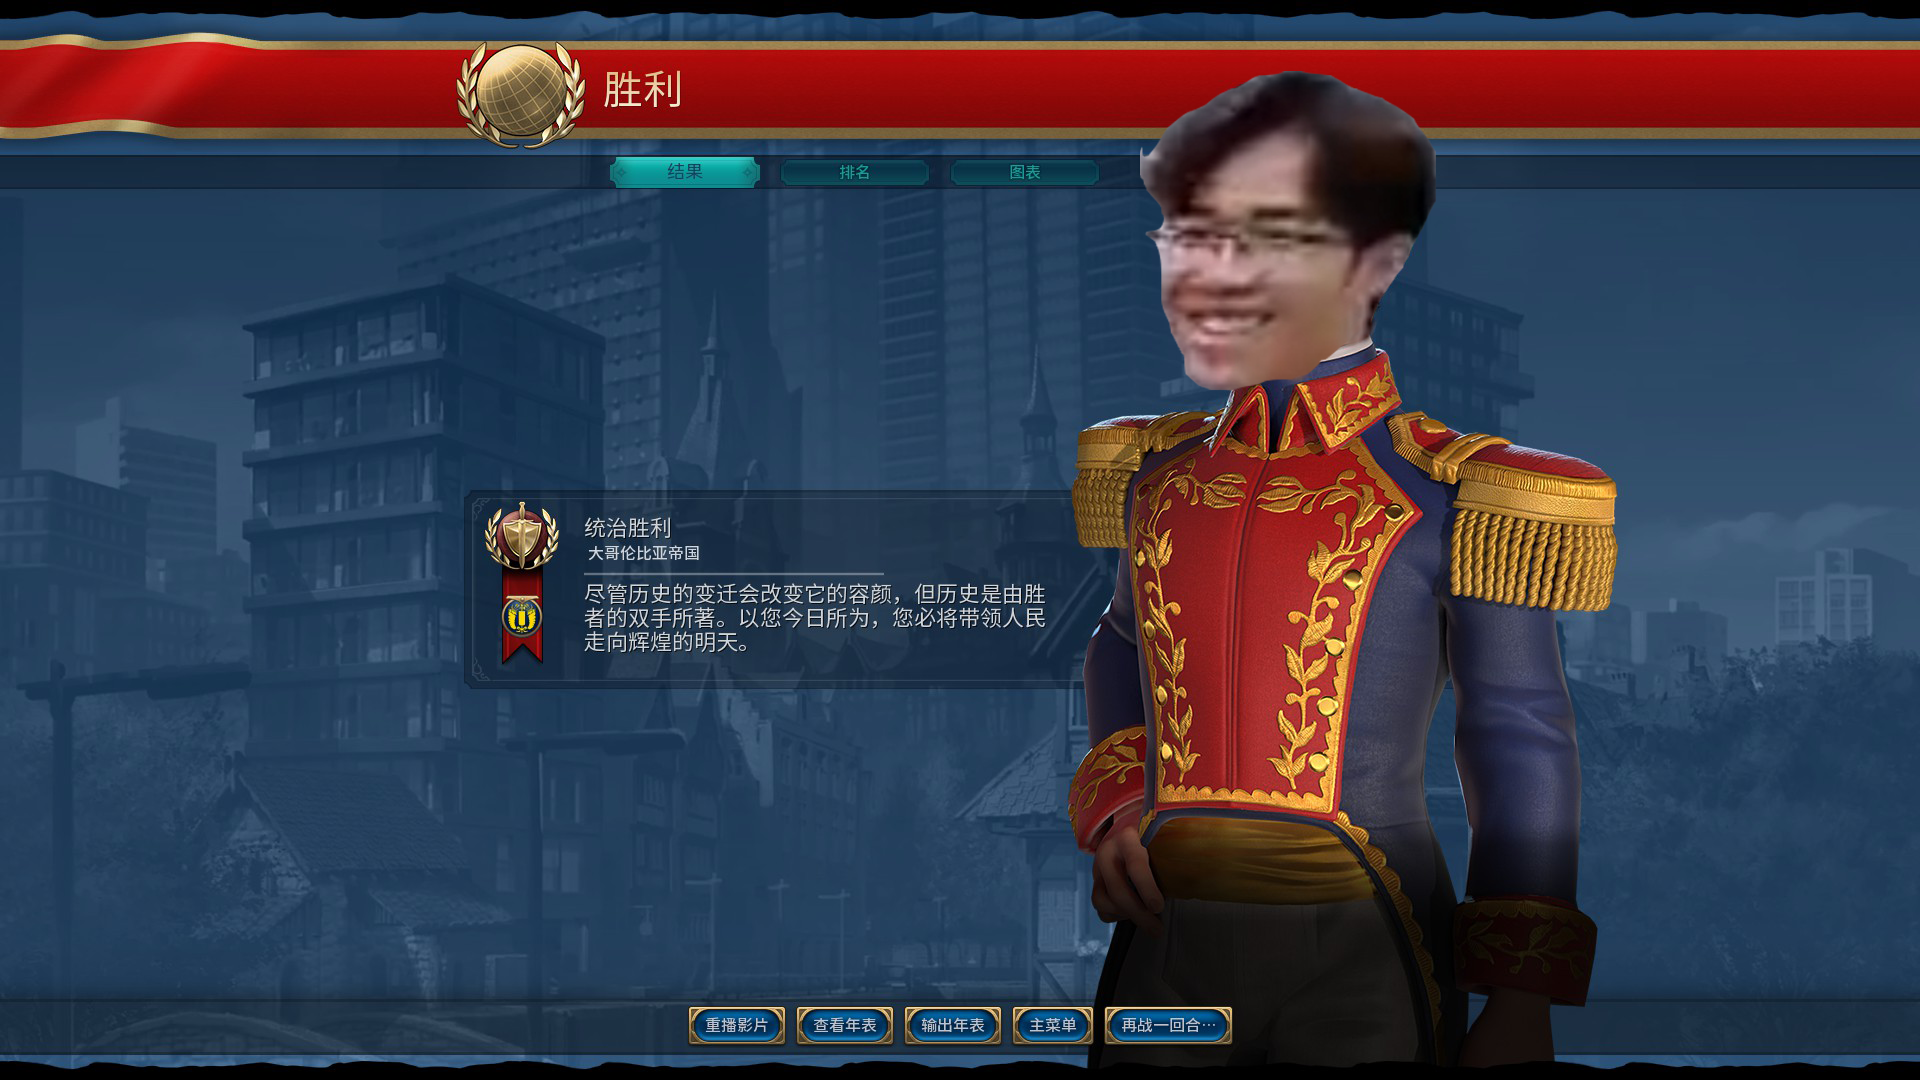 胜利
结果
排名
图表
统治胜利
大哥伦比亚帝国
尽管历史的变迁会改变它的容颜，但历史是由胜
者的双手所著。以您今日所为，您必将带领人民
走向辉煌的明天。
重播影片
查看年表
输出年表
主菜单
再战一回合…